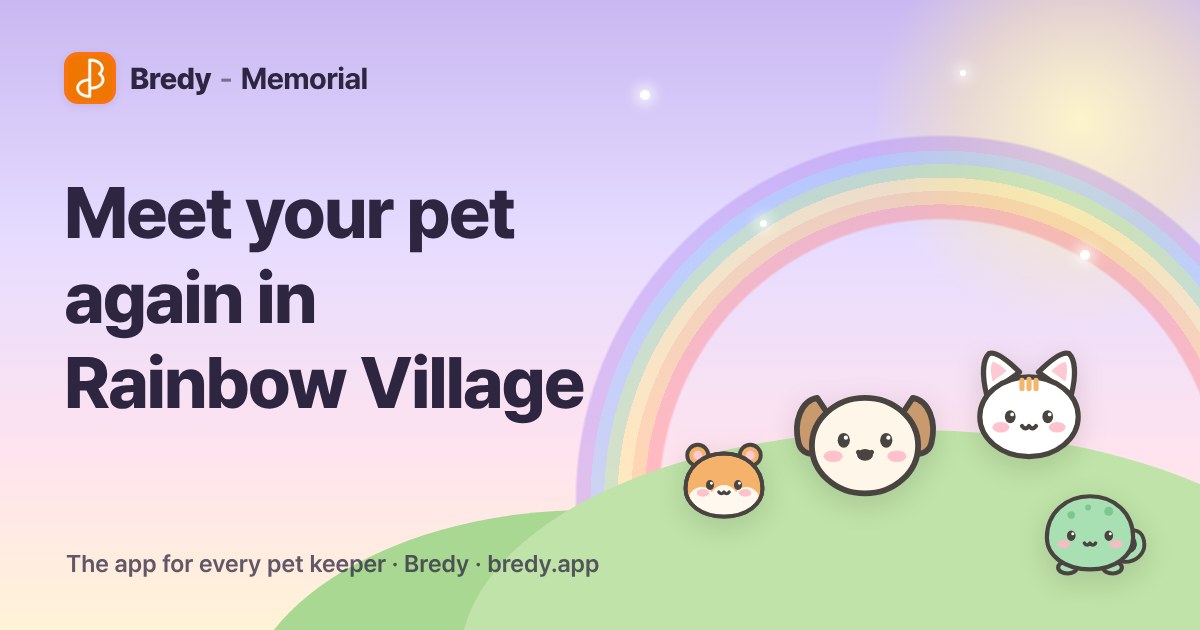 Bredy - Memorial
Meet your pet
again in
Rainbow Village
The app for every pet keeper · Bredy · bredy.app